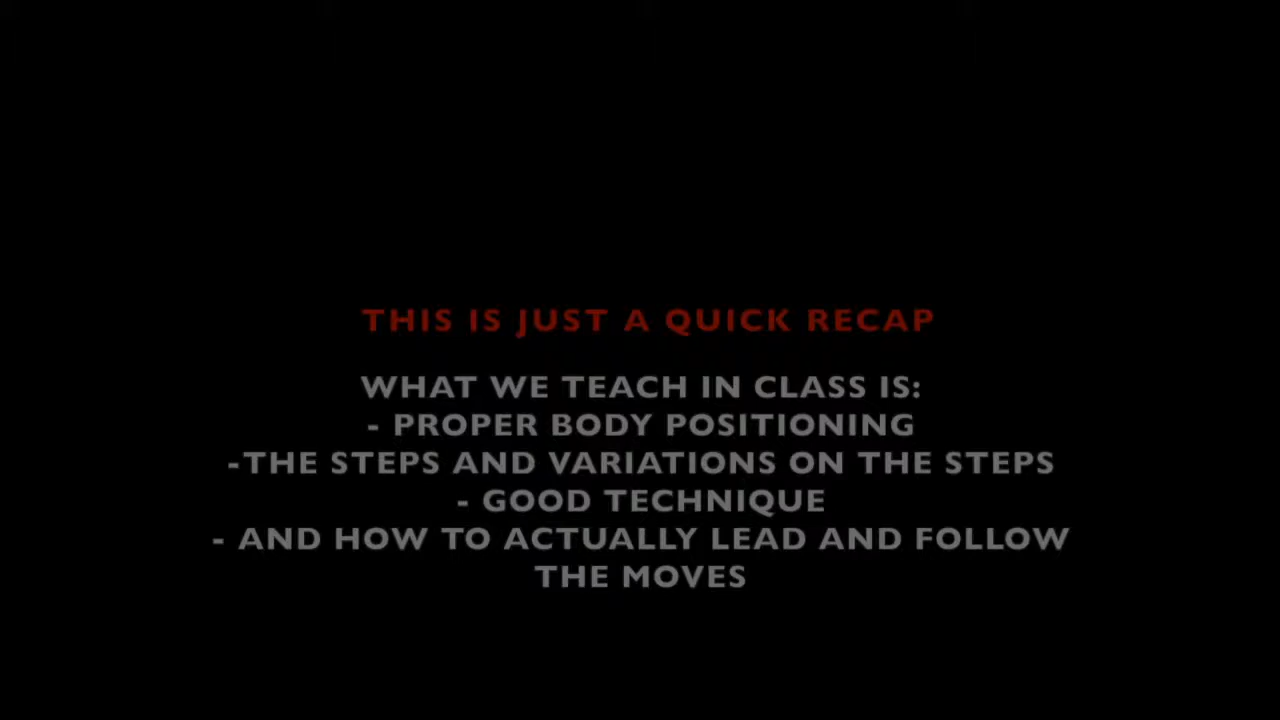 THIS IS JUST A QUICK RECAP
WHAT WE TEACH IN CLASS IS:
- PROPER BODY POSITIONING
-THE STEPS AND VARIATIONS ON THE STEPS
- GOOD TECHNIQUE
- AND HOW TO ACTUALLY LEAD AND FOLLOW
THE MOVES